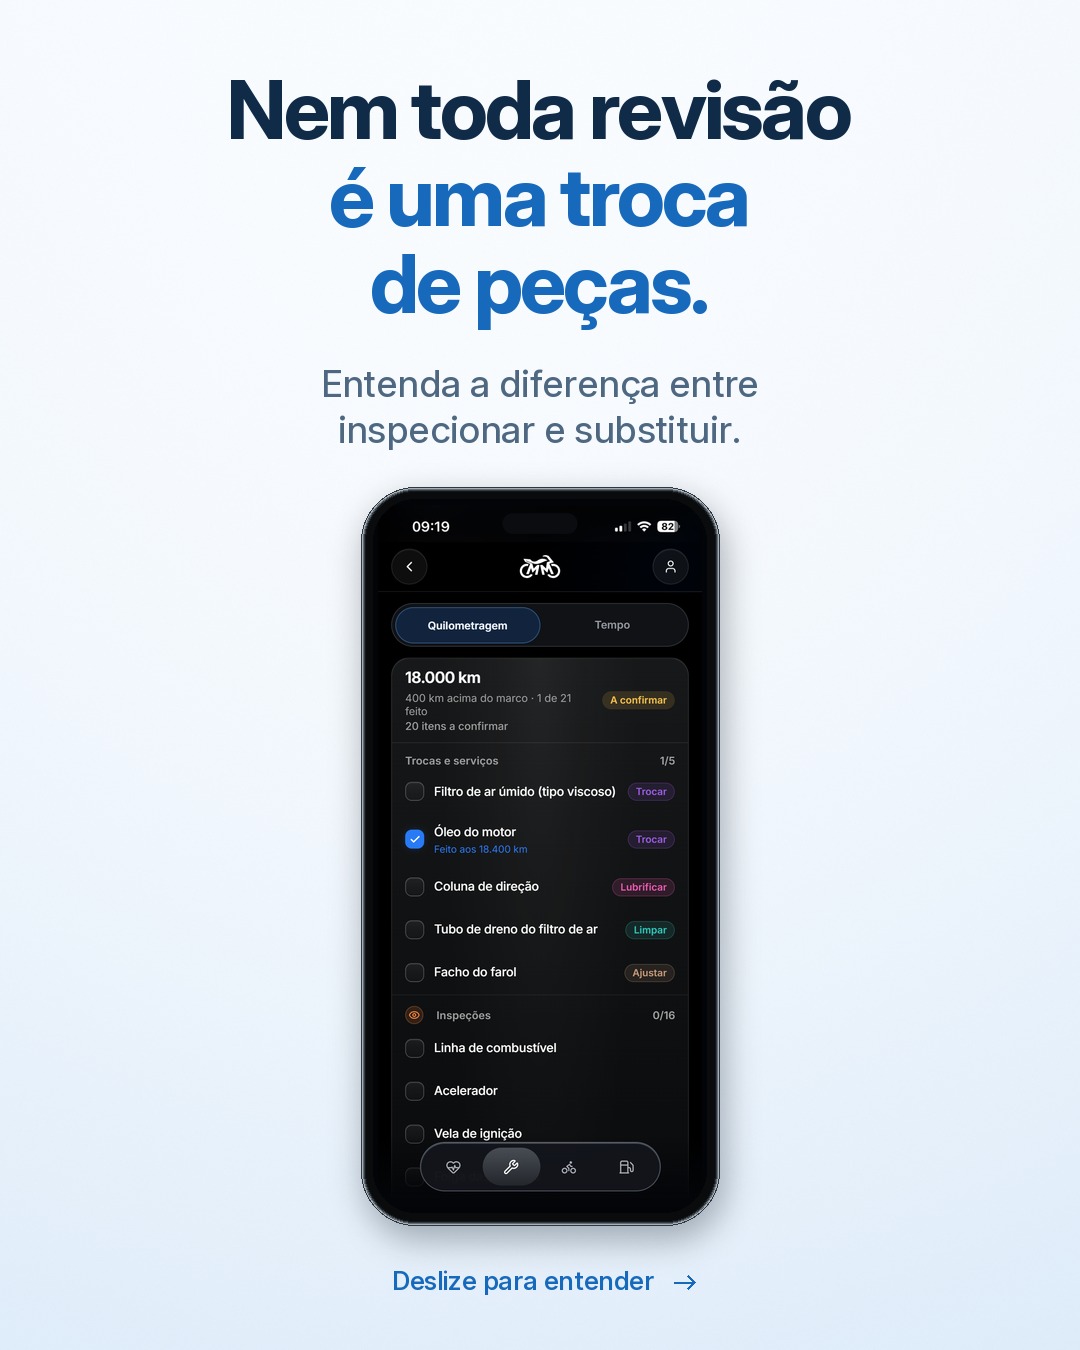 Nem toda revisão
é uma troca
de peças.
Entenda a diferença entre
inspecionar e substituir.
09:19
82
MM
Quilometragem
Tempo
18.000 km
400 km acima do marco · 1 de 21
feito
20 itens a confirmar
A confirmar
Trocas e serviços
1/5
Filtro de ar úmido (tipo viscoso)
Trocar
Óleo do motor
Feito aos 18.400 km
Trocar
Coluna de direção
Lubrificar
Tubo de dreno do filtro de ar
Limpar
Facho do farol
Ajustar
Inspeções
0/16
Linha de combustível
Acelerador
Vela de ignição
Deslize para entender →